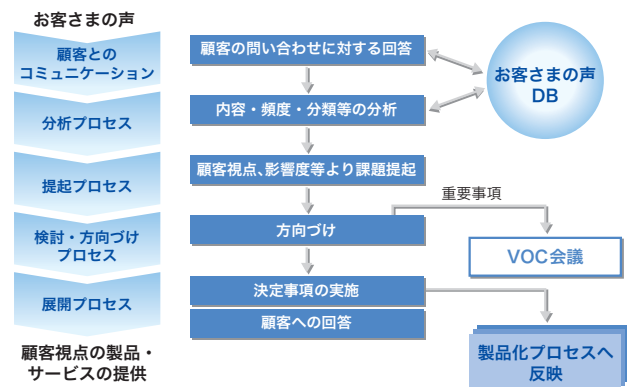 お客さまの声
顧客との
コミュニケーション
分析プロセス
提起プロセス
検討・方向づけ
プロセス
展開プロセス
顧客視点の製品・
サービスの提供
顧客の問い合わせに対する回答
内容・頻度・分類等の分析
顧客視点、影響度等より課題提起
方向づけ
決定事項の実施
顧客への回答
お客さまの声
DB
重要事項
VOC会議
製品化プロセスへ
反映